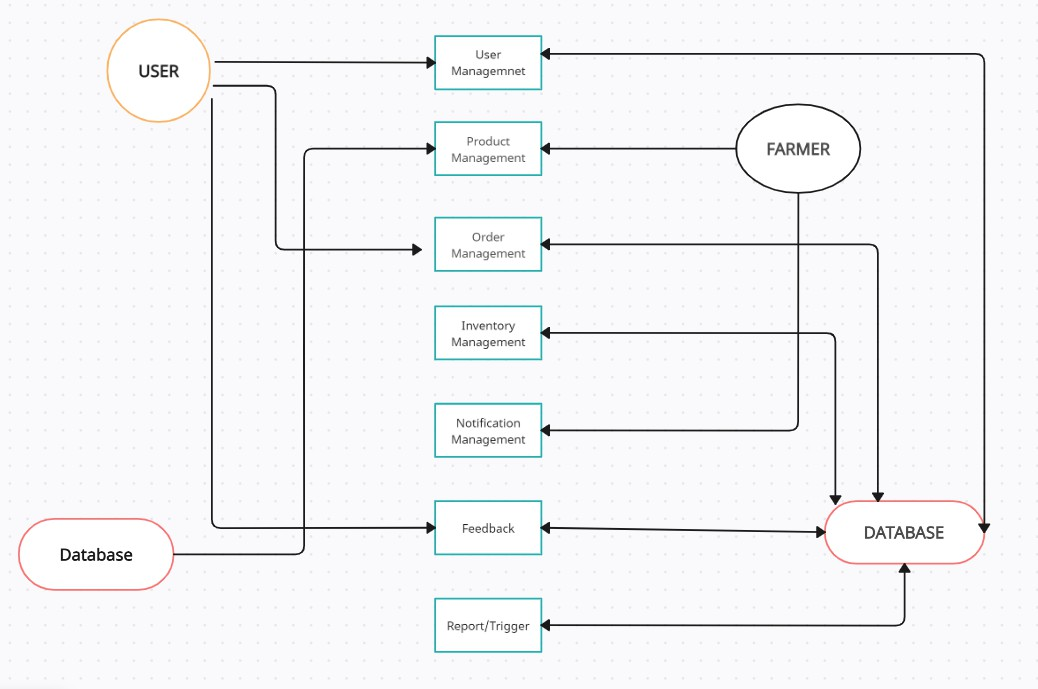 USER
User
Managemnet
Product
Management
FARMER
Order
Management
Inventory
Management
Notification
Management
Feedback
DATABASE
Database
Report/Trigger